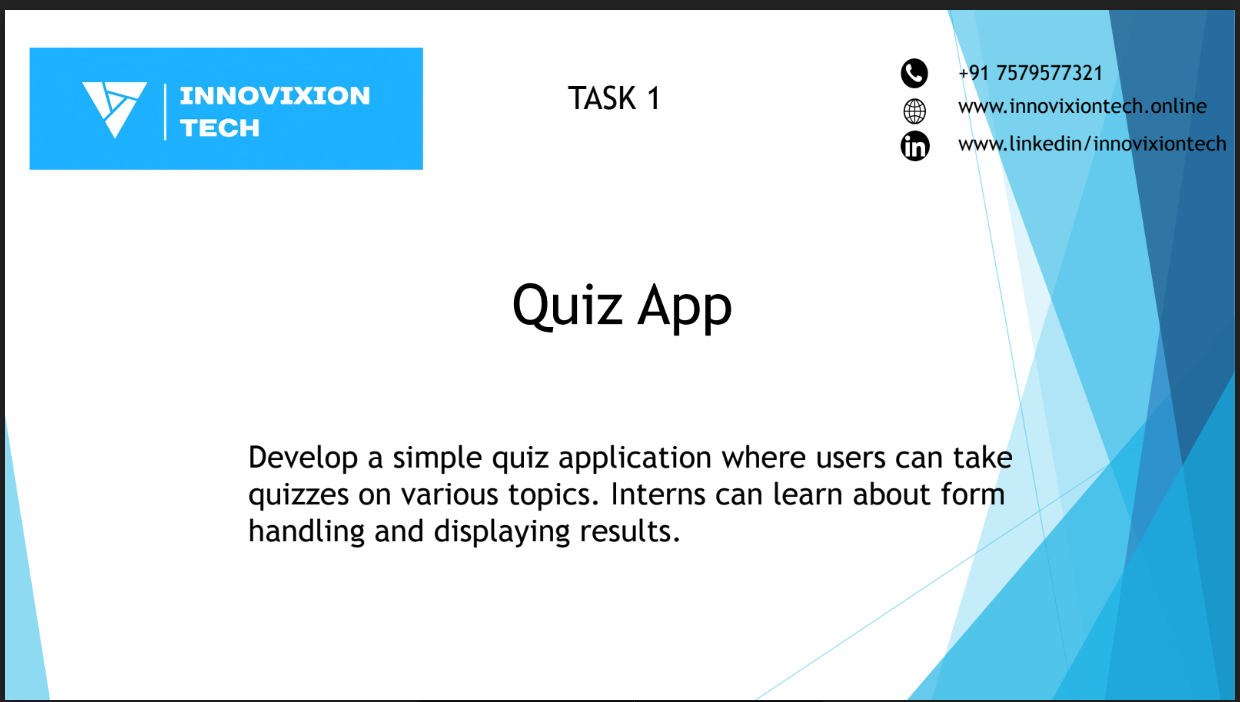 INNOVIXION
TECH
TASK 1
+91 7579577321
www.innovixiontech.online
www.linkedin/innovixiontech
Quiz App
Develop a simple quiz application where users can take
quizzes on various topics. Interns can learn about form
handling and displaying results.